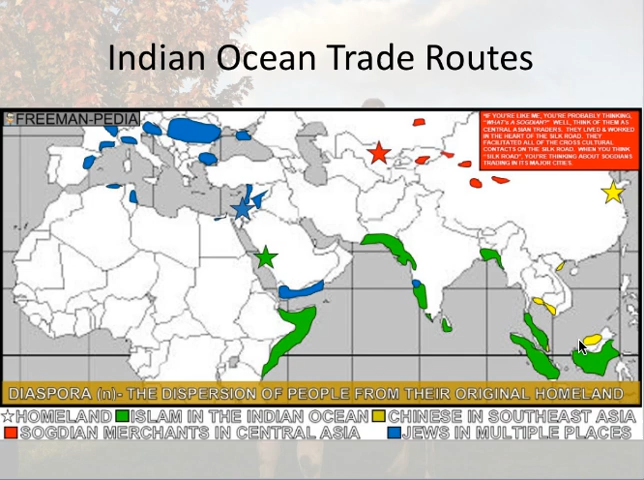 Indian Ocean Trade Routes
FREEMAN-PEDIA
"IF YOU'RE LIKE ME, YOU'RE PROBABLY THINKING,
"WHAT'S A SOGDIAN?" WELL, THINK OF THEM AS
CENTRAL ASIAN TRADERS. THEY LIVED & WORKED
IN THE HEART OF THE SILK ROAD. THEY
FACILITATED ALL OF THE CROSS CULTURAL
CONTACTS ON THE SILK ROAD. WHEN YOU THINK
"SILK ROAD", YOU'RE THINKING ABOUT SOGDIANS
TRADING IN ITS MAJOR CITIES.
DIASPORA (n)- THE DISPERSION OF PEOPLE FROM THEIR ORIGINAL HOMELAND
HOMELAND ISLAM IN THE INDIAN OCEAN CHINESE IN SOUTHEAST ASIA
SOGDIAN MERCHANTS IN CENTRAL ASIA JEWS IN MULTIPLE PLACES